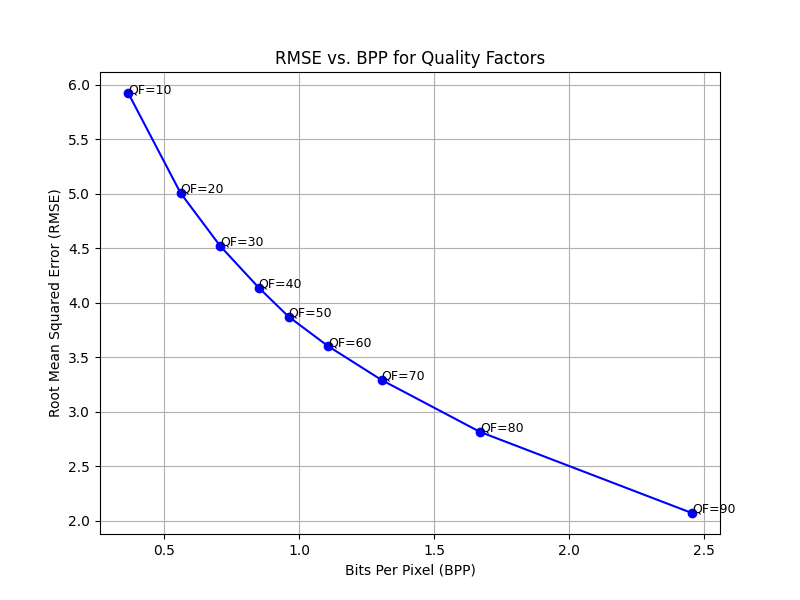 RMSE vs. BPP for Quality Factors
6.0
5.5
5.0
4.5
4.0
3.5
3.0
2.5
2.0
Root Mean Squared Error (RMSE)
QF=10
QF=20
QF=30
QF=40
QF=50
QF=60
QF=70
QF=80
QF=90
0.5 1.0 1.5 2.0 2.5
Bits Per Pixel (BPP)